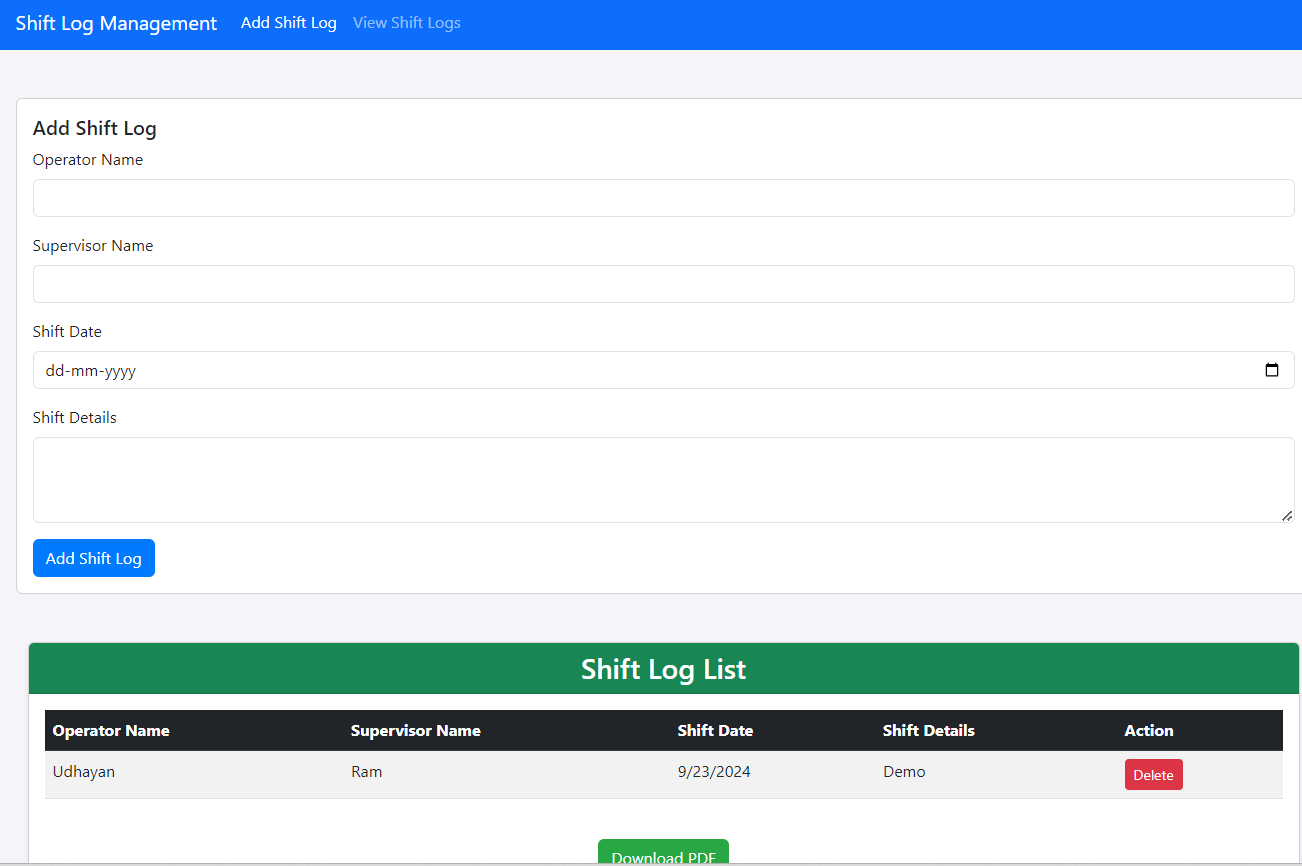 Shift Log Management Add Shift Log View Shift Logs
Add Shift Log
Operator Name
Supervisor Name
Shift Date
dd-mm-yyyy
Shift Details
Add Shift Log
Shift Log List
Operator Name Supervisor Name Shift Date Shift Details Action
Udhayan Ram 9/23/2024 Demo Delete
Download PDF